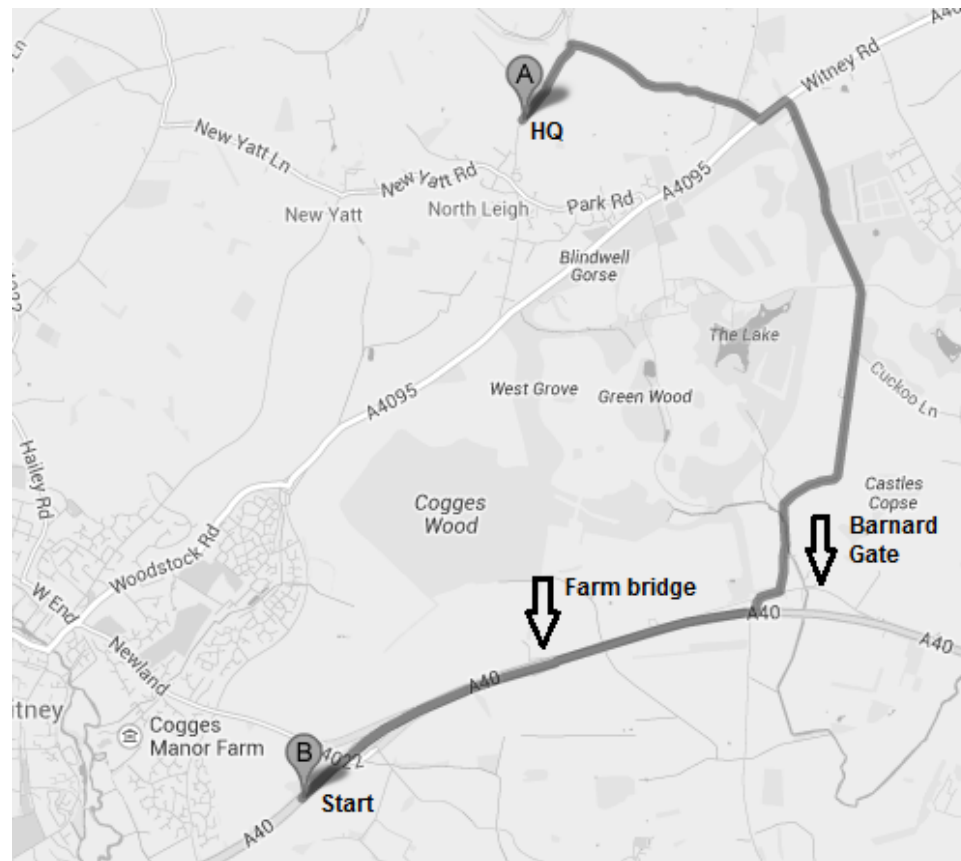 Ln
A40
Witney Rd
A
HQ
New Yatt Ln
New Yatt Rd
A4095
New Yatt
North Leigh
Park Rd
Blindwell
Gorse
The Lake
West Grove
Green Wood
Cuckoo Ln
A4095
Hailey Rd
Cogges
Wood
Castles
Copse
Barnard
Gate
Woodstock Rd
W End
Farm bridge
A40
A40
Newland
A40
itney
Cogges
Manor Farm
B
4022
Start
A40